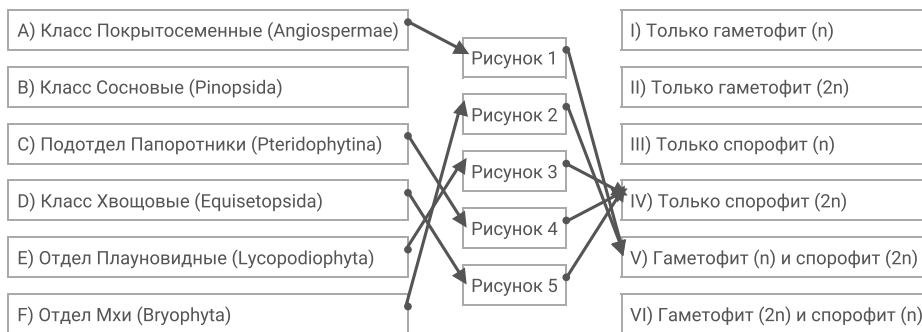 A) Класс Покрытосеменные (Angiospermae)
B) Класс Сосновые (Pinopsida)
C) Подотдел Папоротники (Pteridophytina)
D) Класс Хвощовые (Equisetopsida)
E) Отдел Плауновидные (Lycopodiophyta)
F) Отдел Мхи (Bryophyta)
Рисунок 1
Рисунок 2
Рисунок 3
Рисунок 4
Рисунок 5
I) Только гаметофит (n)
II) Только гаметофит (2n)
III) Только спорофит (n)
IV) Только спорофит (2n)
V) Гаметофит (n) и спорофит (2n)
VI) Гаметофит (2n) и спорофит (n)